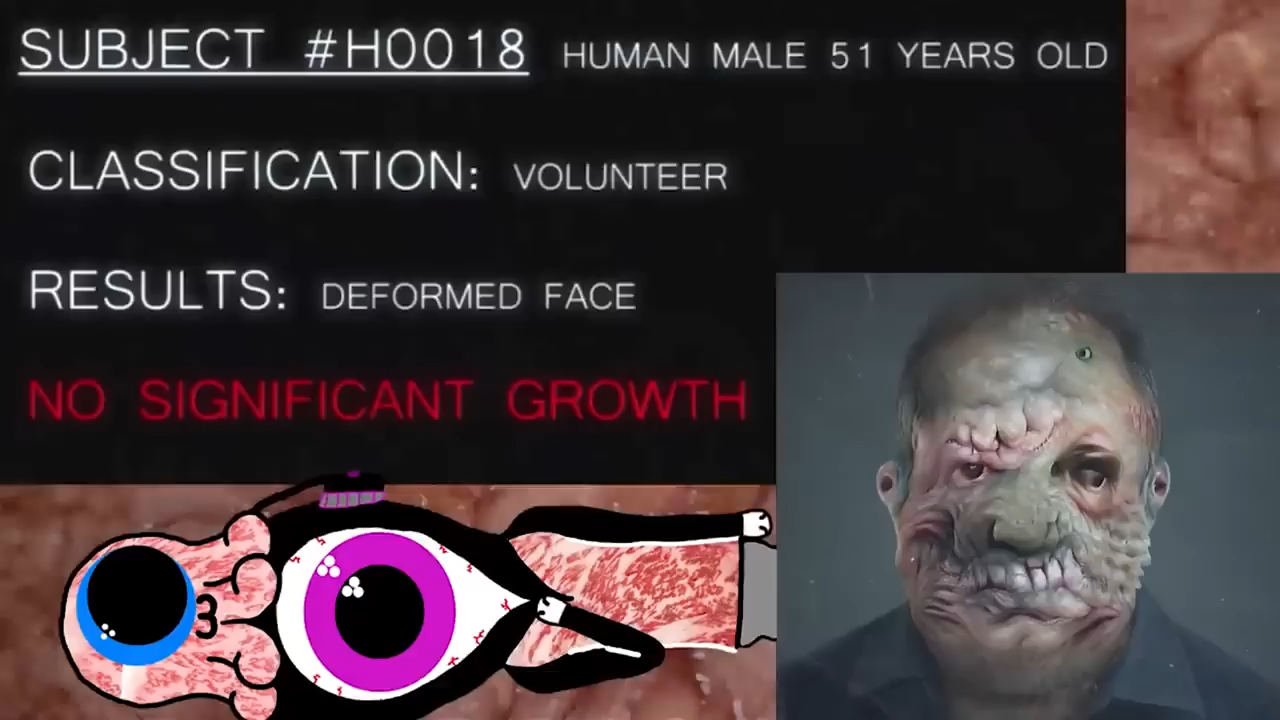 SUBJECT #H0018 HUMAN MALE 51 YEARS OLD
CLASSIFICATION: VOLUNTEER
RESULTS: DEFORMED FACE
NO SIGNIFICANT GROWTH